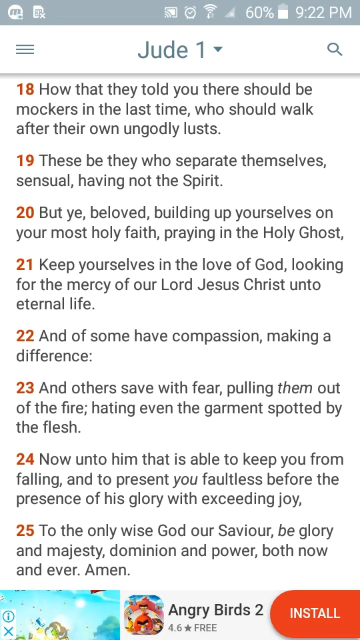 60% 9:22 PM
Jude 1
18 How that they told you there should be
mockers in the last time, who should walk
after their own ungodly lusts.
19 These be they who separate themselves,
sensual, having not the Spirit.
20 But ye, beloved, building up yourselves on
your most holy faith, praying in the Holy Ghost,
21 Keep yourselves in the love of God, looking
for the mercy of our Lord Jesus Christ unto
eternal life.
22 And of some have compassion, making a
difference:
23 And others save with fear, pulling them out
of the fire; hating even the garment spotted by
the flesh.
24 Now unto him that is able to keep you from
falling, and to present you faultless before the
presence of his glory with exceeding joy,
25 To the only wise God our Saviour, be glory
and majesty, dominion and power, both now
and ever. Amen.
Angry Birds 2
4.6★FREE
INSTALL